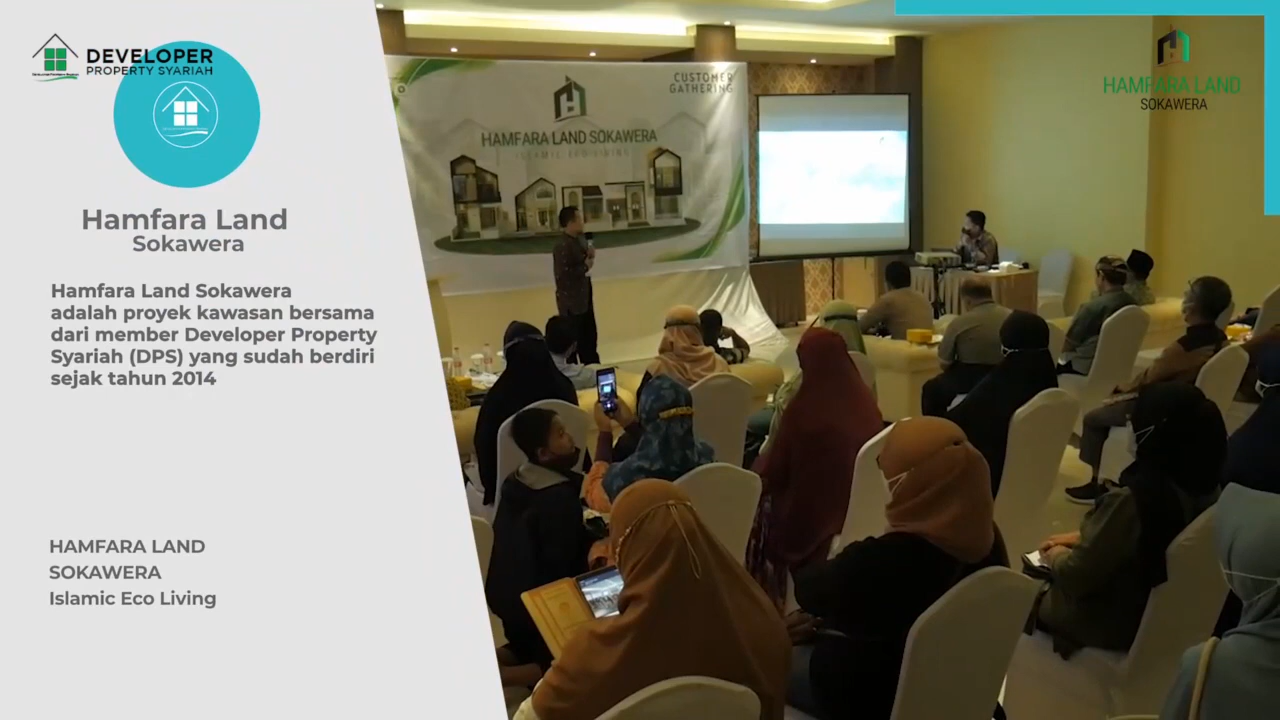 DEVELOPER
PROPERTY SYARIAH
Hamfara Land
Sokawera
Hamfara Land Sokawera
adalah proyek kawasan bersama
dari member Developer Property
Syariah (DPS) yang sudah berdiri
sejak tahun 2014
HAMFARA LAND
SOKAWERA
Islamic Eco Living
CUSTOMER
GATHERING
HAMFARA LAND SOKAWERA
ISLAMIC ECO LIVING
HAMFARA LAND
SOKAWERA